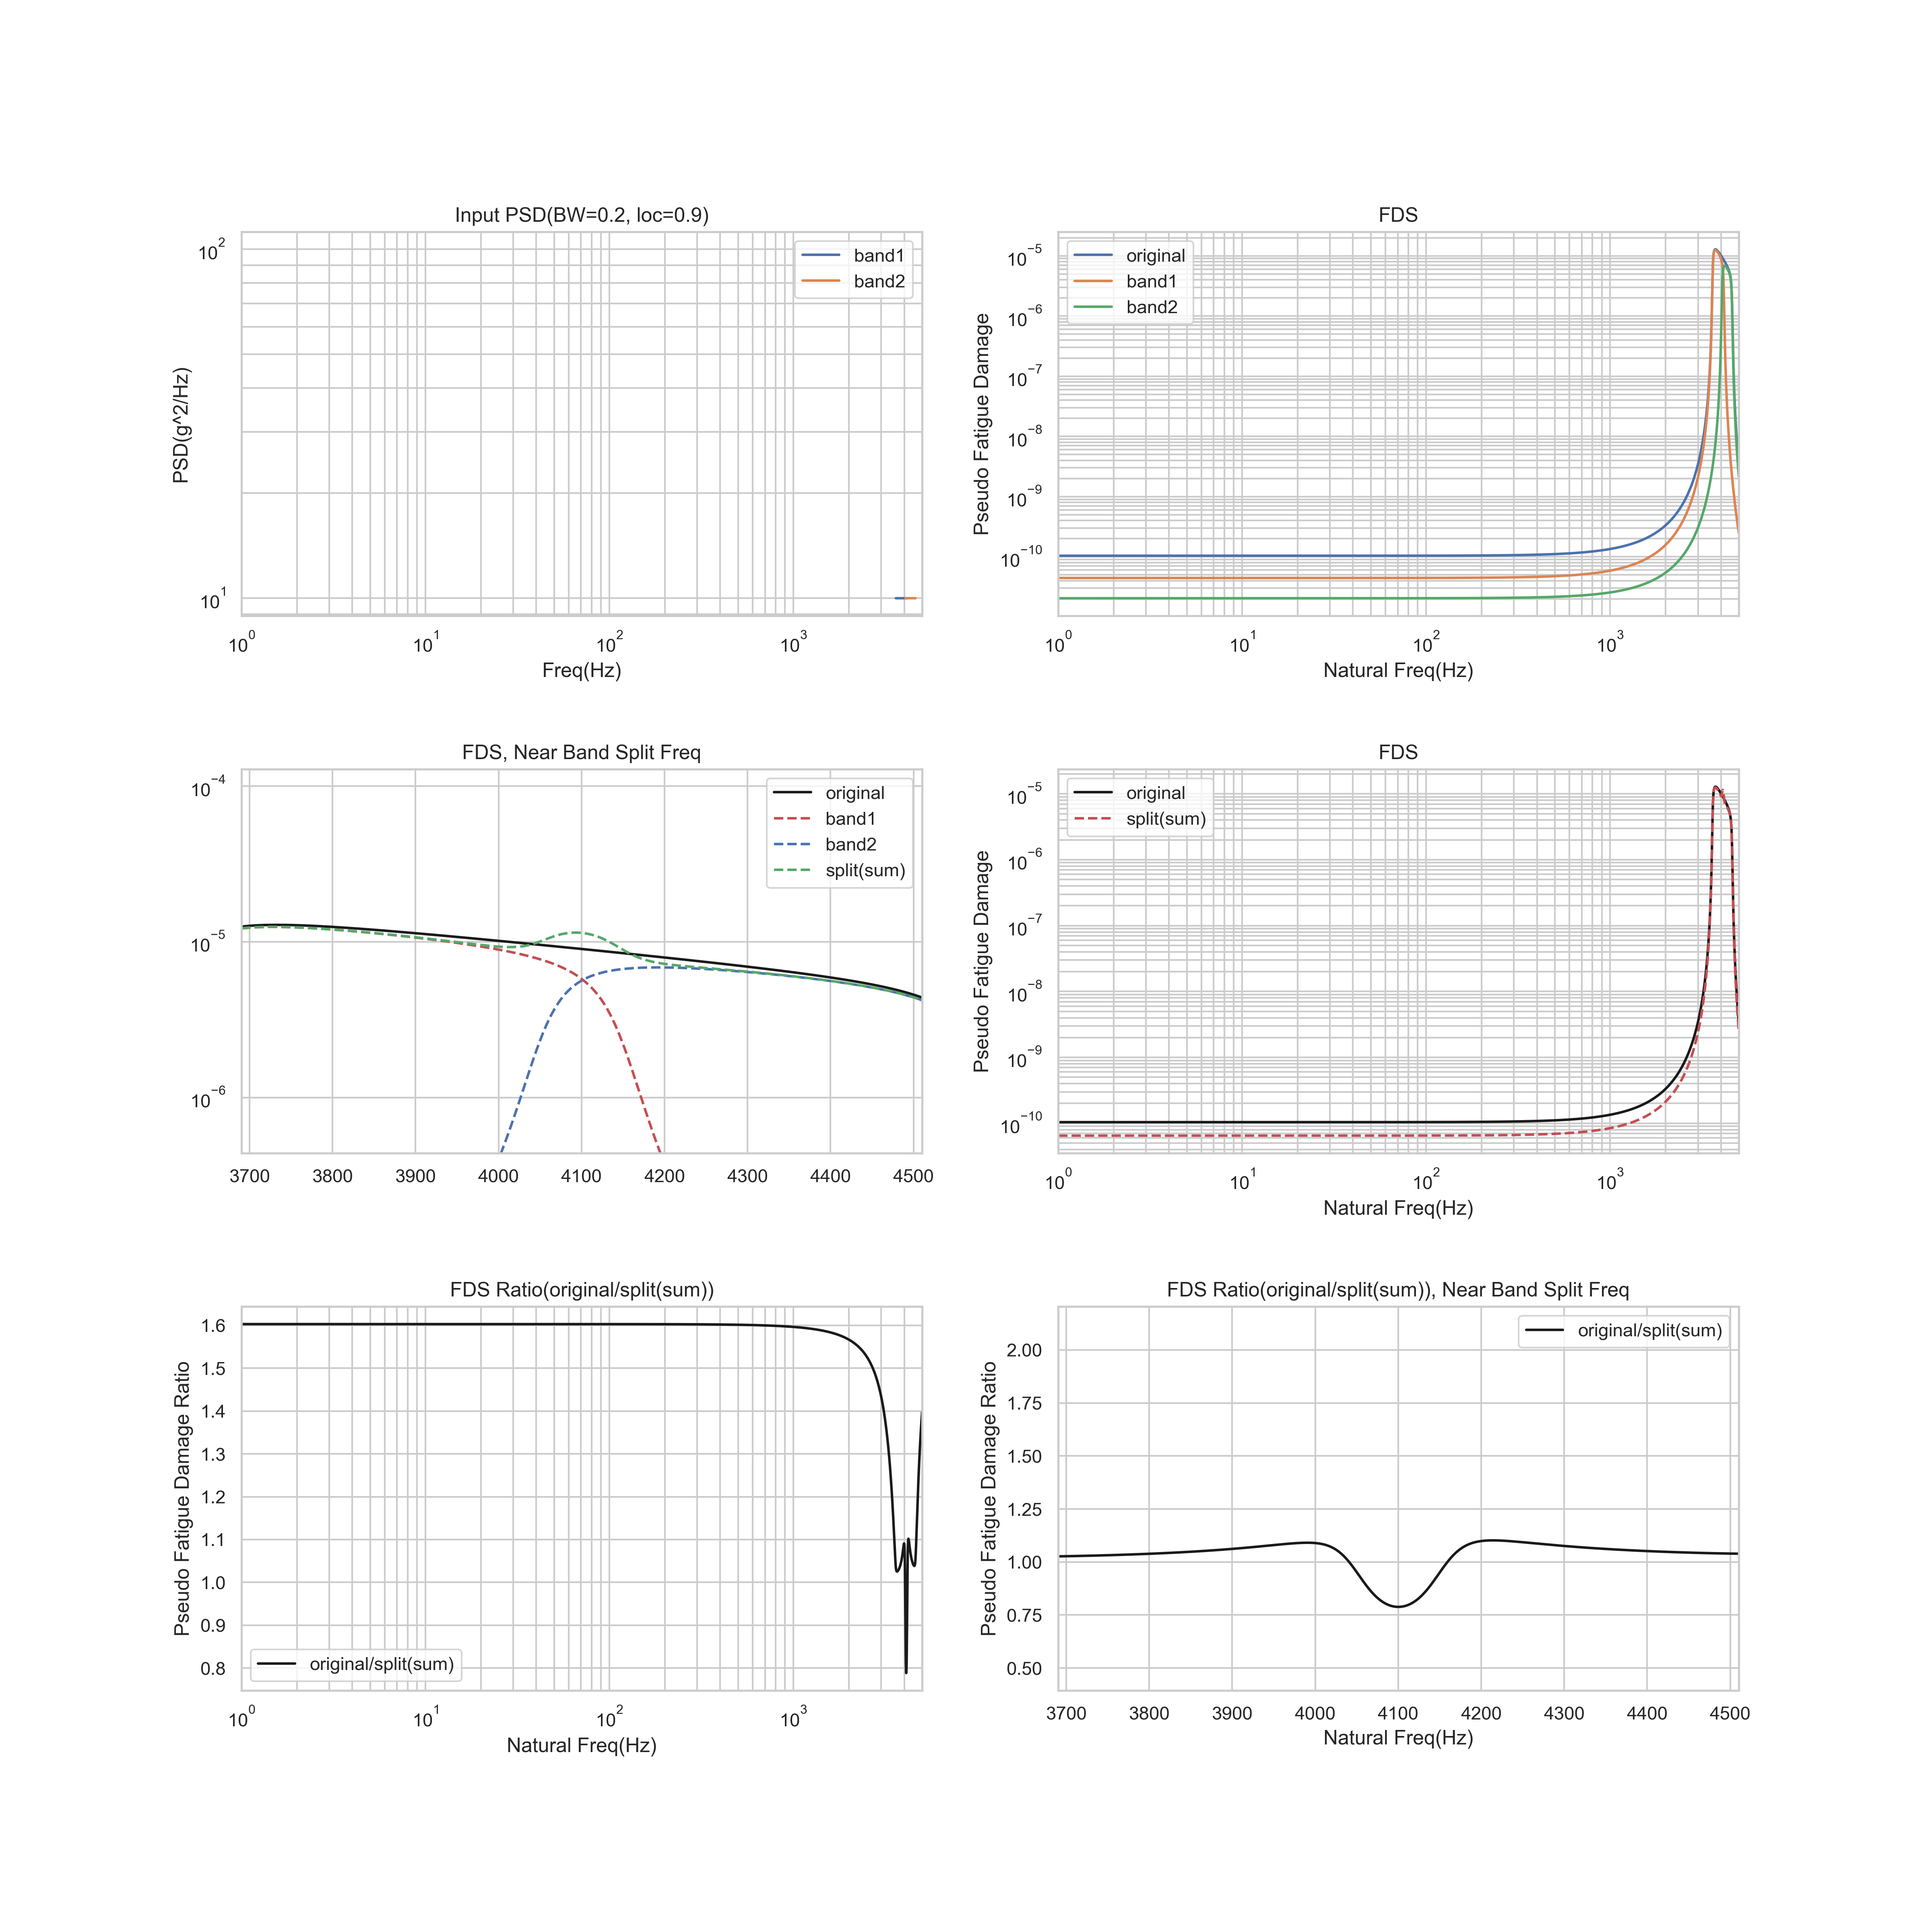 Input PSD(BW=0.2, loc=0.9)
PSD(g^2/Hz)
10^2
10^1
band1
band2
10^0 10^1 10^2 10^3
Freq(Hz)
FDS
Pseudo Fatigue Damage
10^−5
10^−6
10^−7
10^−8
10^−9
10^−10
original
band1
band2
10^0 10^1 10^2 10^3
Natural Freq(Hz)
FDS, Near Band Split Freq
10^−4
10^−5
10^−6
original
band1
band2
split(sum)
3700 3800 3900 4000 4100 4200 4300 4400 4500
FDS
Pseudo Fatigue Damage
10^−5
10^−6
10^−7
10^−8
10^−9
10^−10
original
split(sum)
10^0 10^1 10^2 10^3
Natural Freq(Hz)
FDS Ratio(original/split(sum))
Pseudo Fatigue Damage Ratio
1.6
1.5
1.4
1.3
1.2
1.1
1.0
0.9
0.8
original/split(sum)
10^0 10^1 10^2 10^3
Natural Freq(Hz)
FDS Ratio(original/split(sum)), Near Band Split Freq
Pseudo Fatigue Damage Ratio
2.00
1.75
1.50
1.25
1.00
0.75
0.50
original/split(sum)
3700 3800 3900 4000 4100 4200 4300 4400 4500
Natural Freq(Hz)